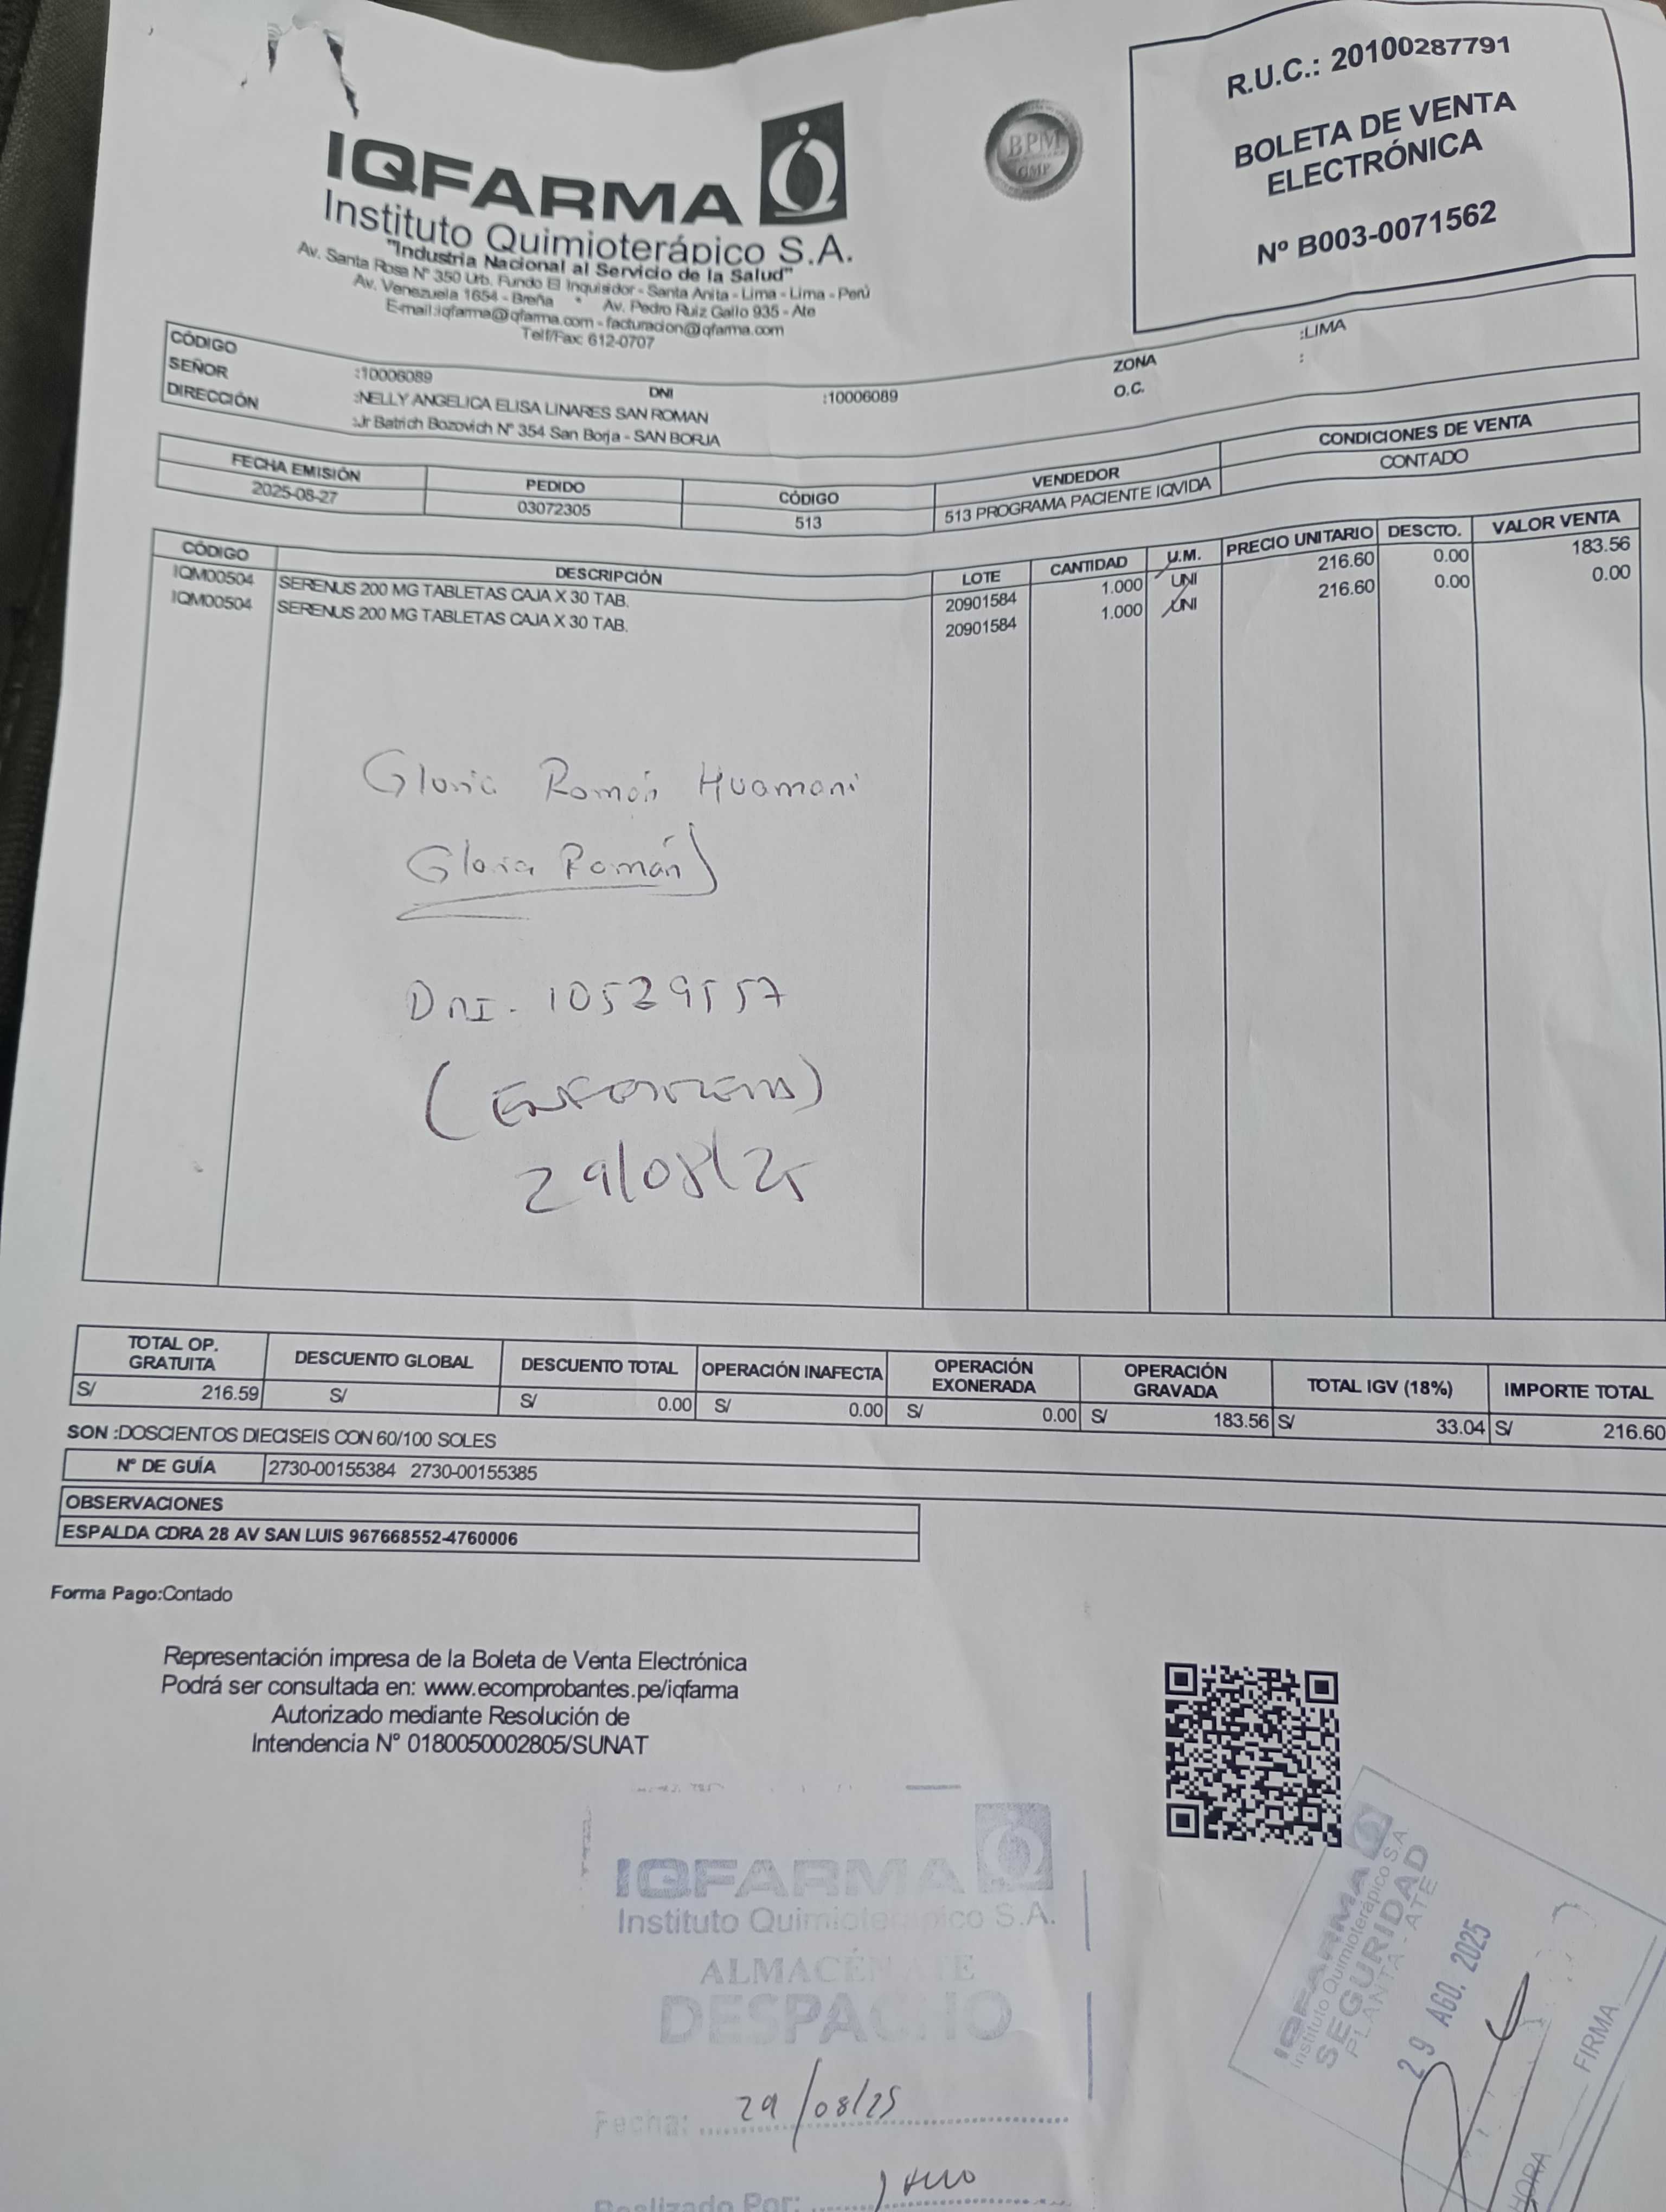 R.U.C.: 20100287791
BOLETA DE VENTA
ELECTRÓNICA
Nº B003-0071562
BPM
GMP
IQFARMA
Instituto Quimioterápico S.A.
"Industria Nacional al Servicio de la Salud"
Av. Santa Rosa N° 350 Urb. Fundo El Inquisidor - Santa Anita - Lima - Lima - Perú
Av. Venezuela 1654 - Breña * Av. Pedro Ruiz Gallo 935 - Ate
E-mail:iqfarma@iqfarma.com - facturacion@iqfarma.com
Telf/Fax: 612-0707
CÓDIGO :10006089 DNI :10006089 ZONA :LIMA
SEÑOR :NELLY ANGELICA ELISA LINARES SAN ROMAN O.C. :
DIRECCIÓN :Jr Batrich Bozovich N° 354 San Borja - SAN BORJA
FECHA EMISIÓN PEDIDO CÓDIGO VENDEDOR CONDICIONES DE VENTA
2025-08-27 03072305 513 513 PROGRAMA PACIENTE IQVIDA CONTADO
CÓDIGO DESCRIPCIÓN LOTE CANTIDAD U.M. PRECIO UNITARIO DESCTO. VALOR VENTA
IQM00504 SERENUS 200 MG TABLETAS CAJA X 30 TAB. 20901584 1.000 UNI 216.60 0.00 183.56
IQM00504 SERENUS 200 MG TABLETAS CAJA X 30 TAB. 20901584 1.000 UNI 216.60 0.00 0.00
Gloria Román Huamani
Gloria Román
DNI. 10529557
(ENFERMERA)
29/08/25
TOTAL OP. GRATUITA DESCUENTO GLOBAL DESCUENTO TOTAL OPERACIÓN INAFECTA OPERACIÓN EXONERADA OPERACIÓN GRAVADA TOTAL IGV (18%) IMPORTE TOTAL
S/ 216.59 S/ S/ 0.00 S/ 0.00 S/ 0.00 S/ 183.56 S/ 33.04 S/ 216.60
SON :DOSCIENTOS DIECISEIS CON 60/100 SOLES
N° DE GUÍA 2730-00155384 2730-00155385
OBSERVACIONES
ESPALDA CDRA 28 AV SAN LUIS 967668552-4760006
Forma Pago:Contado
Representación impresa de la Boleta de Venta Electrónica
Podrá ser consultada en: www.ecomprobantes.pe/iqfarma
Autorizado mediante Resolución de
Intendencia N° 0180050002805/SUNAT
IQFARMA
Instituto Quimioterápico S.A.
ALMACÉN ATE
DESPACHO
Fecha: 29/08/25
Realizado Por:
IQFARMA
Instituto Quimioterápico S.A.
SEGURIDAD
PLANTA - ATE
29 AGO. 2025
FIRMA
HORA